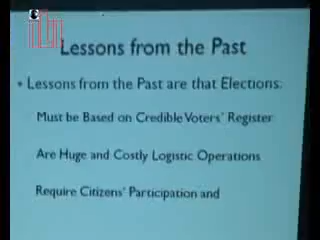 Lessons from the Past
• Lessons from the Past are that Elections:
Must be Based on Credible Voters' Register
Are Huge and Costly Logistic Operations
Require Citizens' Participation and